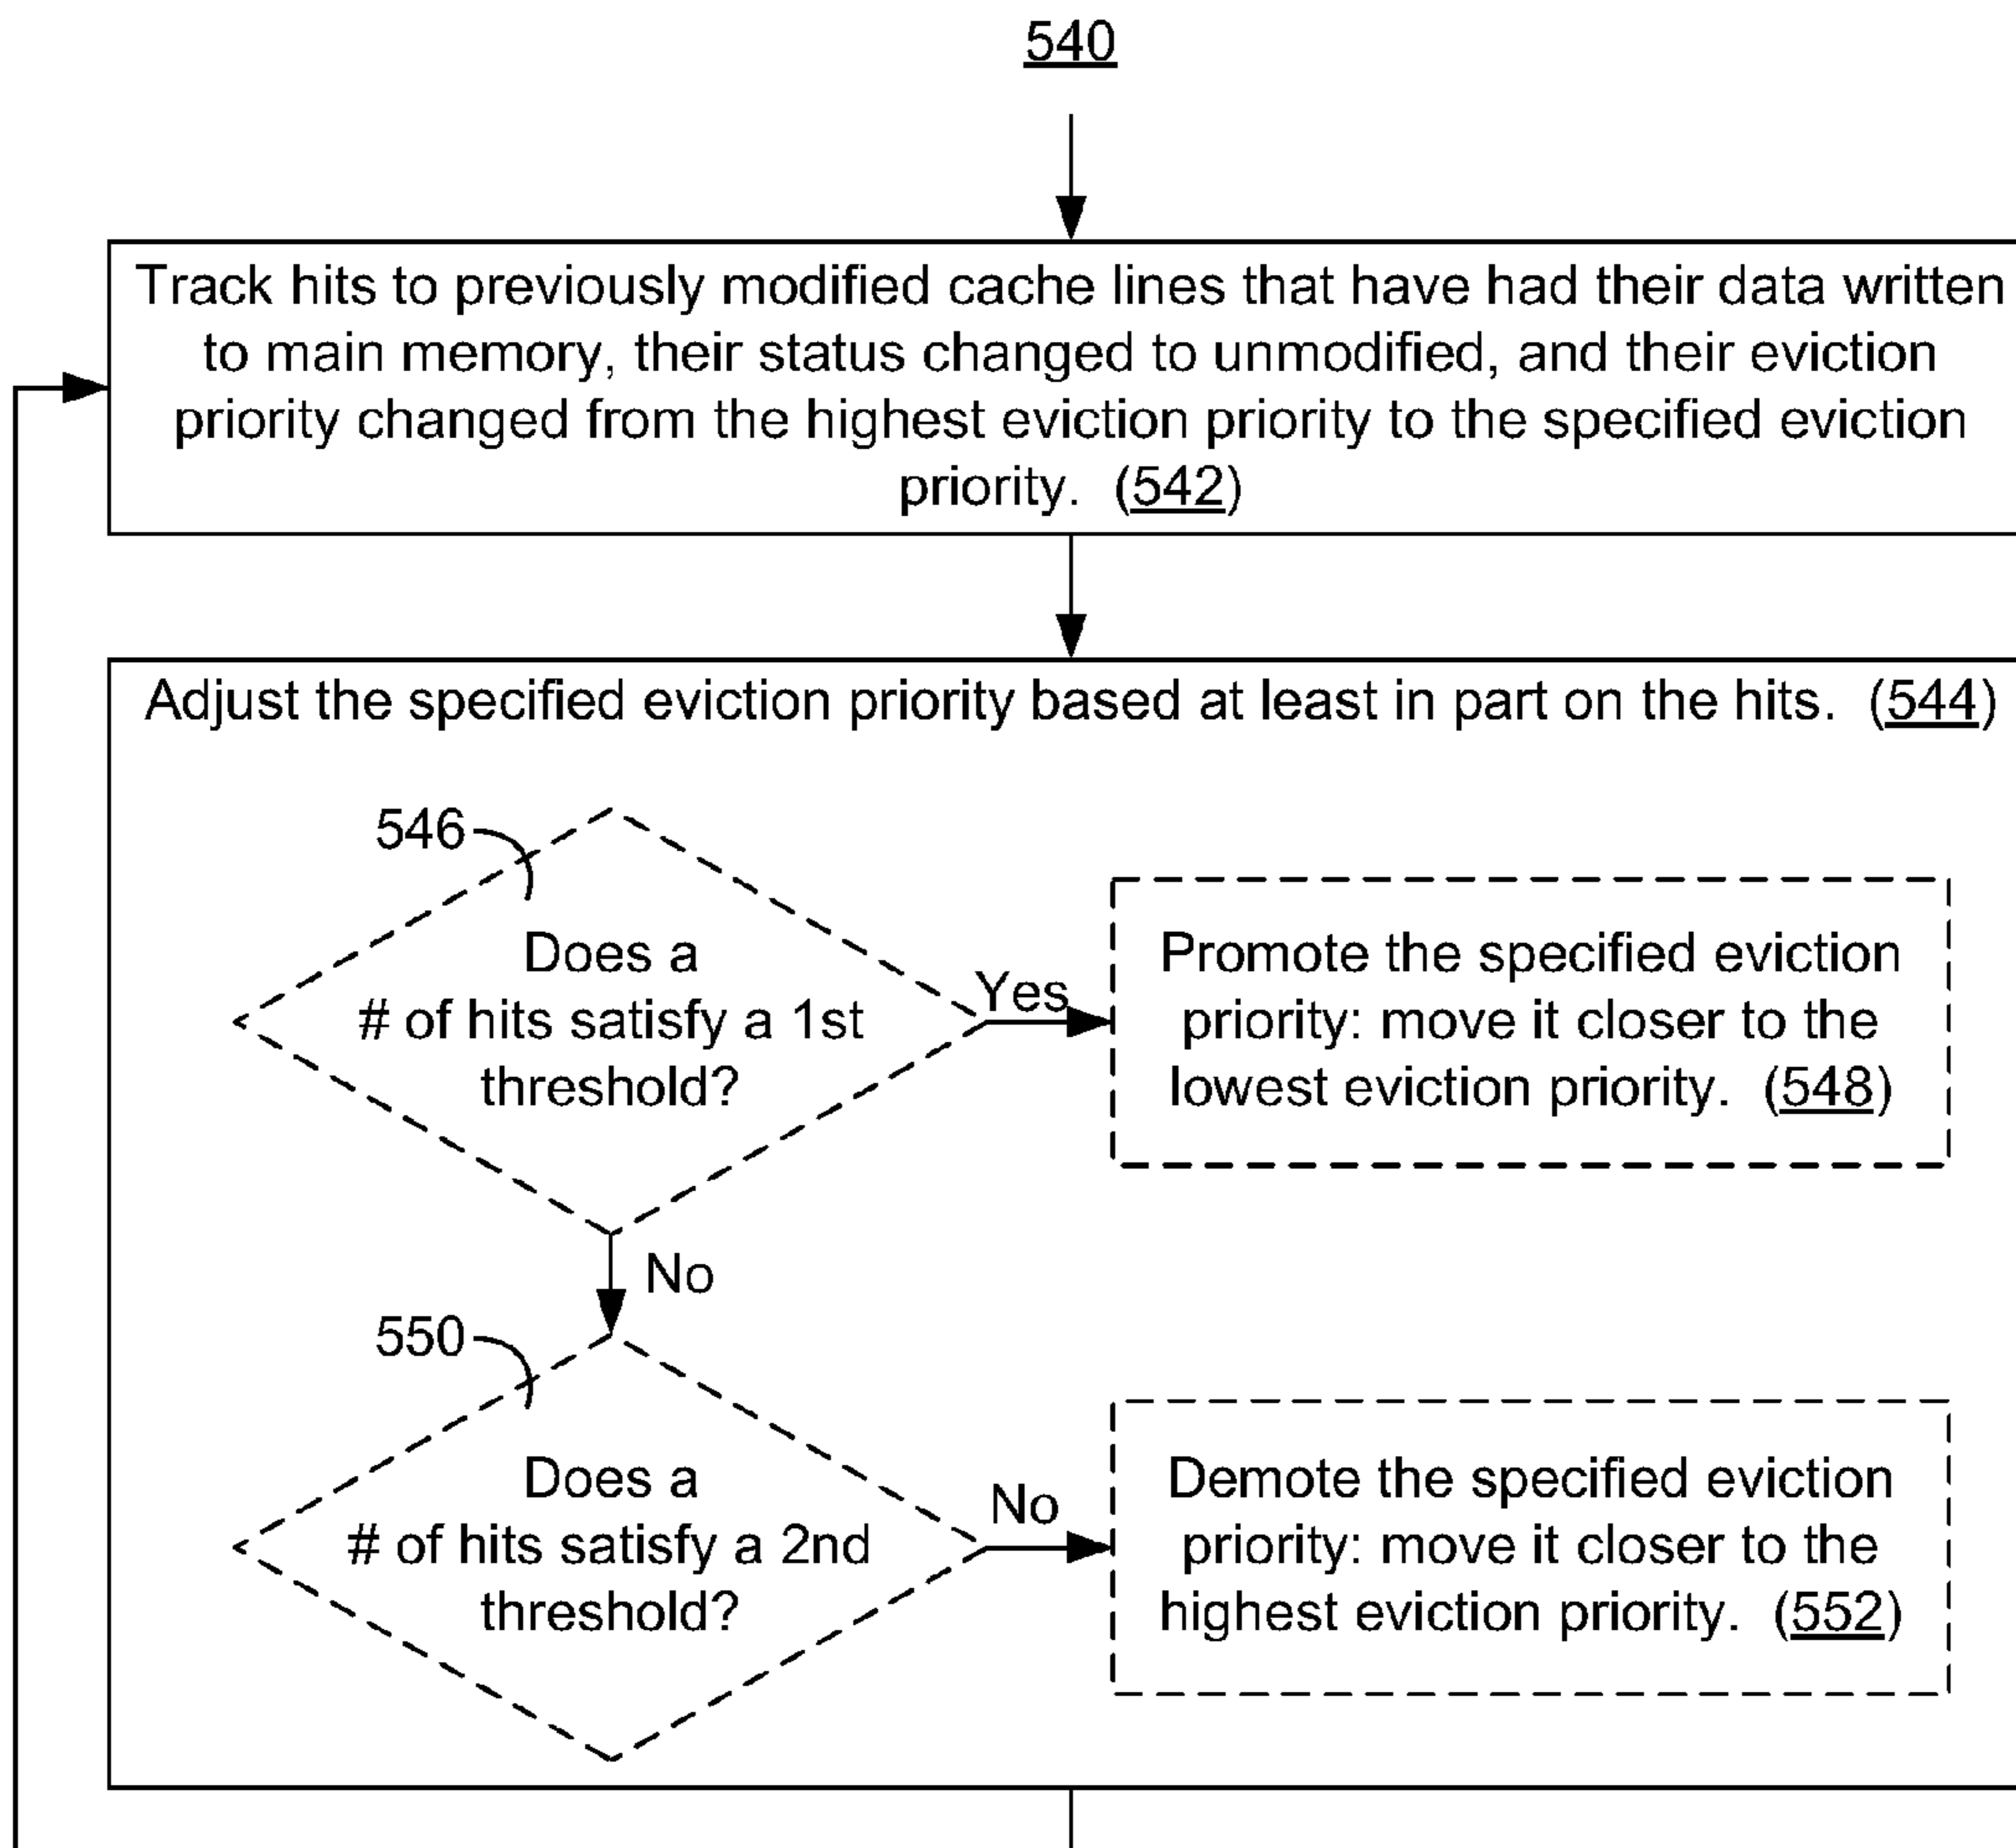 540
Track hits to previously modified cache lines that have had their data written
to main memory, their status changed to unmodified, and their eviction
priority changed from the highest eviction priority to the specified eviction
priority. (542)
Adjust the specified eviction priority based at least in part on the hits. (544)
546
Does a
# of hits satisfy a 1st
threshold?
Yes
Promote the specified eviction
priority: move it closer to the
lowest eviction priority. (548)
No
550
Does a
# of hits satisfy a 2nd
threshold?
No
Demote the specified eviction
priority: move it closer to the
highest eviction priority. (552)